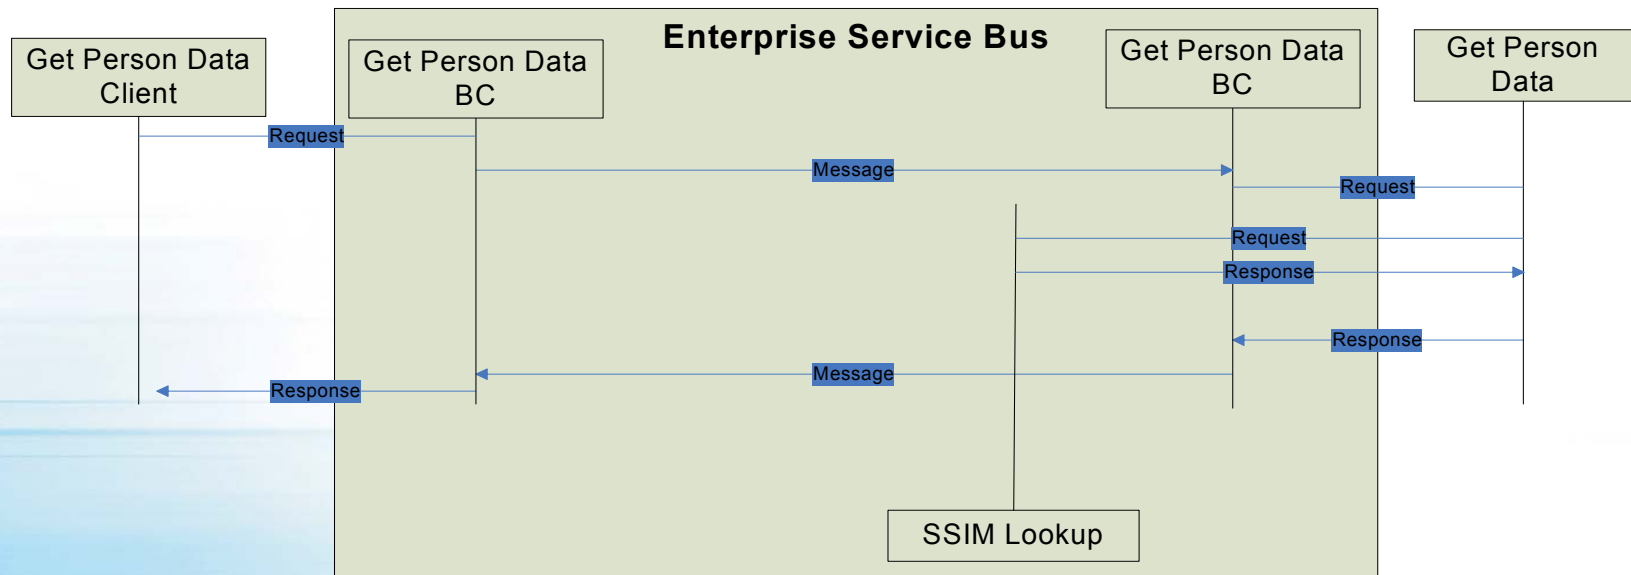 Enterprise Service Bus
Get Person Data
Client
Get Person Data
BC
Get Person Data
BC
Get Person
Data
Request
Message
Request
Request
Response
Response
Message
Response
SSIM Lookup